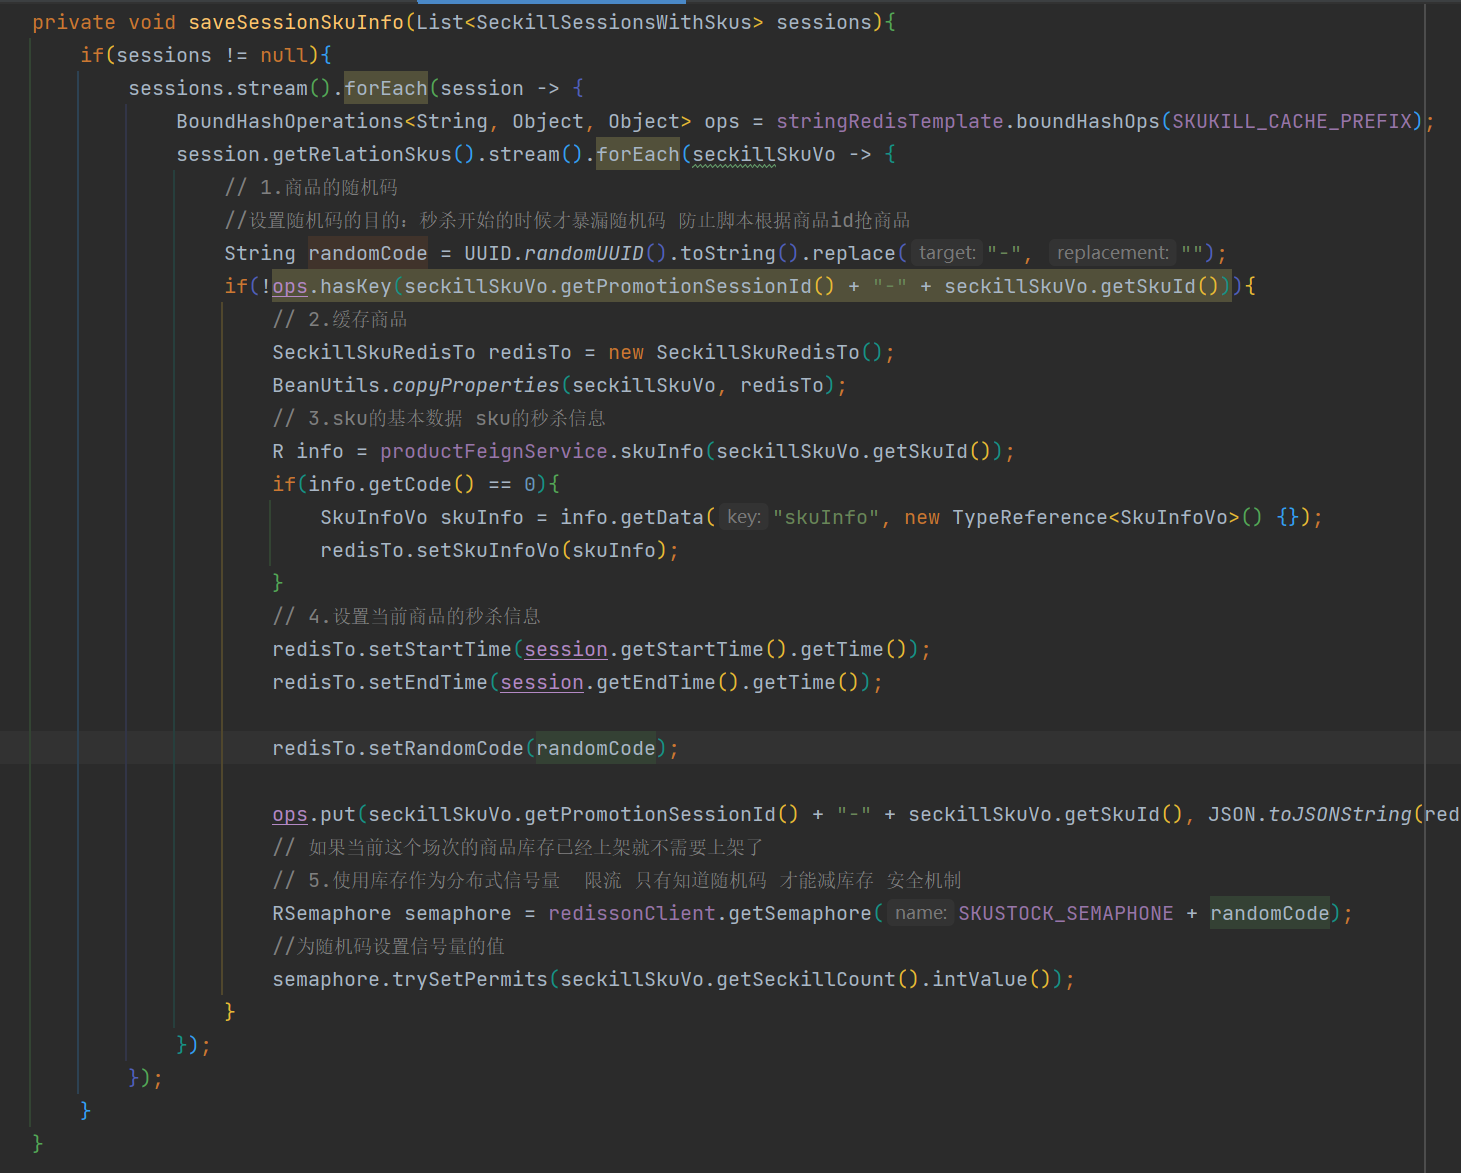 private void saveSessionSkuInfo(List<SeckillSessionsWithSkus> sessions){
if(sessions != null){
sessions.stream().forEach(session -> {
BoundHashOperations<String, Object, Object> ops = stringRedisTemplate.boundHashOps(SKUKILL_CACHE_PREFIX);
session.getRelationSkus().stream().forEach(seckillSkuVo -> {
// 1.商品的随机码
//设置随机码的目的：秒杀开始的时候才暴漏随机码 防止脚本根据商品id抢商品
String randomCode = UUID.randomUUID().toString().replace( target: "-", replacement: "");
if(!ops.hasKey(seckillSkuVo.getPromotionSessionId() + "-" + seckillSkuVo.getSkuId())){
// 2.缓存商品
SeckillSkuRedisTo redisTo = new SeckillSkuRedisTo();
BeanUtils.copyProperties(seckillSkuVo, redisTo);
// 3.sku的基本数据 sku的秒杀信息
R info = productFeignService.skuInfo(seckillSkuVo.getSkuId());
if(info.getCode() == 0){
SkuInfoVo skuInfo = info.getData( key: "skuInfo", new TypeReference<SkuInfoVo>() {});
redisTo.setSkuInfoVo(skuInfo);
}
// 4.设置当前商品的秒杀信息
redisTo.setStartTime(session.getStartTime().getTime());
redisTo.setEndTime(session.getEndTime().getTime());
redisTo.setRandomCode(randomCode);
ops.put(seckillSkuVo.getPromotionSessionId() + "-" + seckillSkuVo.getSkuId(), JSON.toJSONString(red
// 如果当前这个场次的商品库存已经上架就不需要上架了
// 5.使用库存作为分布式信号量  限流 只有知道随机码 才能减库存 安全机制
RSemaphore semaphore = redissonClient.getSemaphore( name: SKUSTOCK_SEMAPHONE + randomCode);
//为随机码设置信号量的值
semaphore.trySetPermits(seckillSkuVo.getSeckillCount().intValue());
}
});
});
}
}